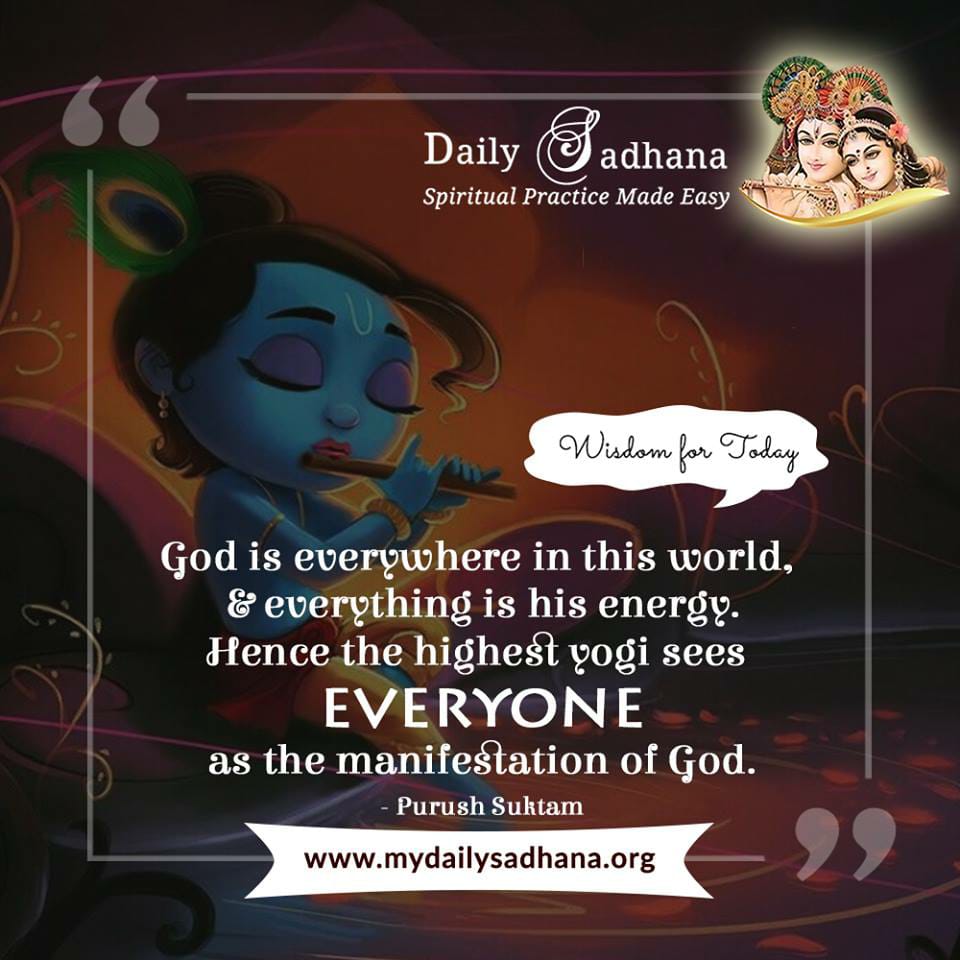 Daily Sadhana
Spiritual Practice Made Easy
Wisdom for Today
God is everywhere in this world,
& everything is his energy.
Hence the highest yogi sees
EVERYONE
as the manifestation of God.
- Purush Suktam
www.mydailysadhana.org